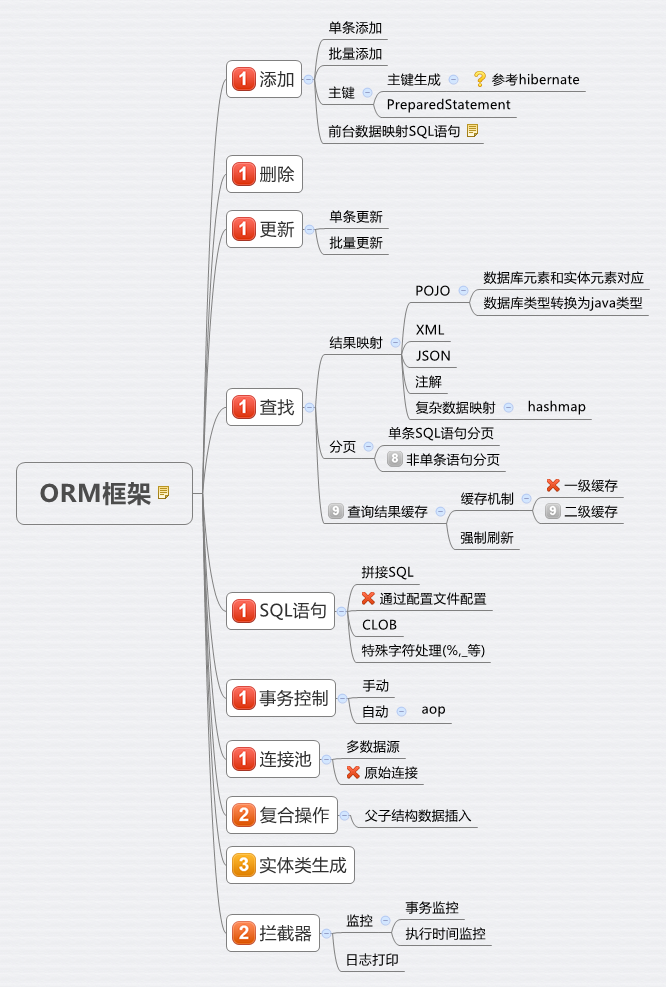 ORM框架
1 添加
单条添加
批量添加
主键
主键生成
? 参考hibernate
PreparedStatement
前台数据映射SQL语句
1 删除
1 更新
单条更新
批量更新
1 查找
结果映射
POJO
数据库元素和实体元素对应
数据库类型转换为java类型
XML
JSON
注解
复杂数据映射
hashmap
分页
单条SQL语句分页
8 非单条语句分页
9 查询结果缓存
缓存机制
一级缓存
9 二级缓存
强制刷新
1 SQL语句
拼接SQL
通过配置文件配置
CLOB
特殊字符处理(%,_等)
1 事务控制
手动
自动
aop
1 连接池
多数据源
原始连接
2 复合操作
父子结构数据插入
3 实体类生成
2 拦截器
监控
事务监控
执行时间监控
日志打印